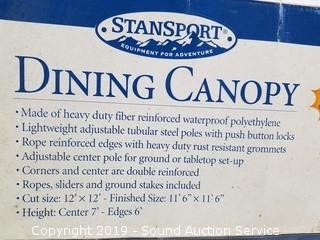 STANSPORT®
EQUIPMENT FOR ADVENTURE
DINING CANOPY
• Made of heavy duty fiber reinforced waterproof polyethylene
• Lightweight adjustable tubular steel poles with push button locks
• Rope reinforced edges with heavy duty rust resistant grommets
• Adjustable center pole for ground or tabletop set-up
• Corners and center are double reinforced
• Ropes, sliders and ground stakes included
• Cut size: 12' × 12' - Finished Size: 11' 6" × 11' 6"
• Height: Center 7' - Edges 6'
Copyright 2019 - Sound Auction Service